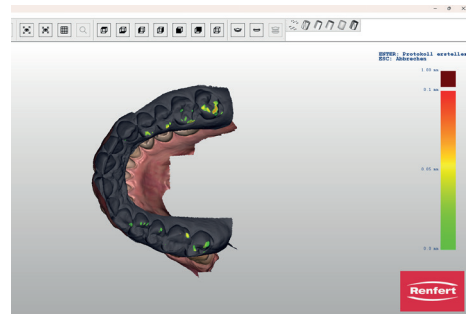 ENTER: Protokoll erstellen
ESC: Abbrechen
1.00 mm
0.1 mm
0.05 mm
0.0 mm
Renfert